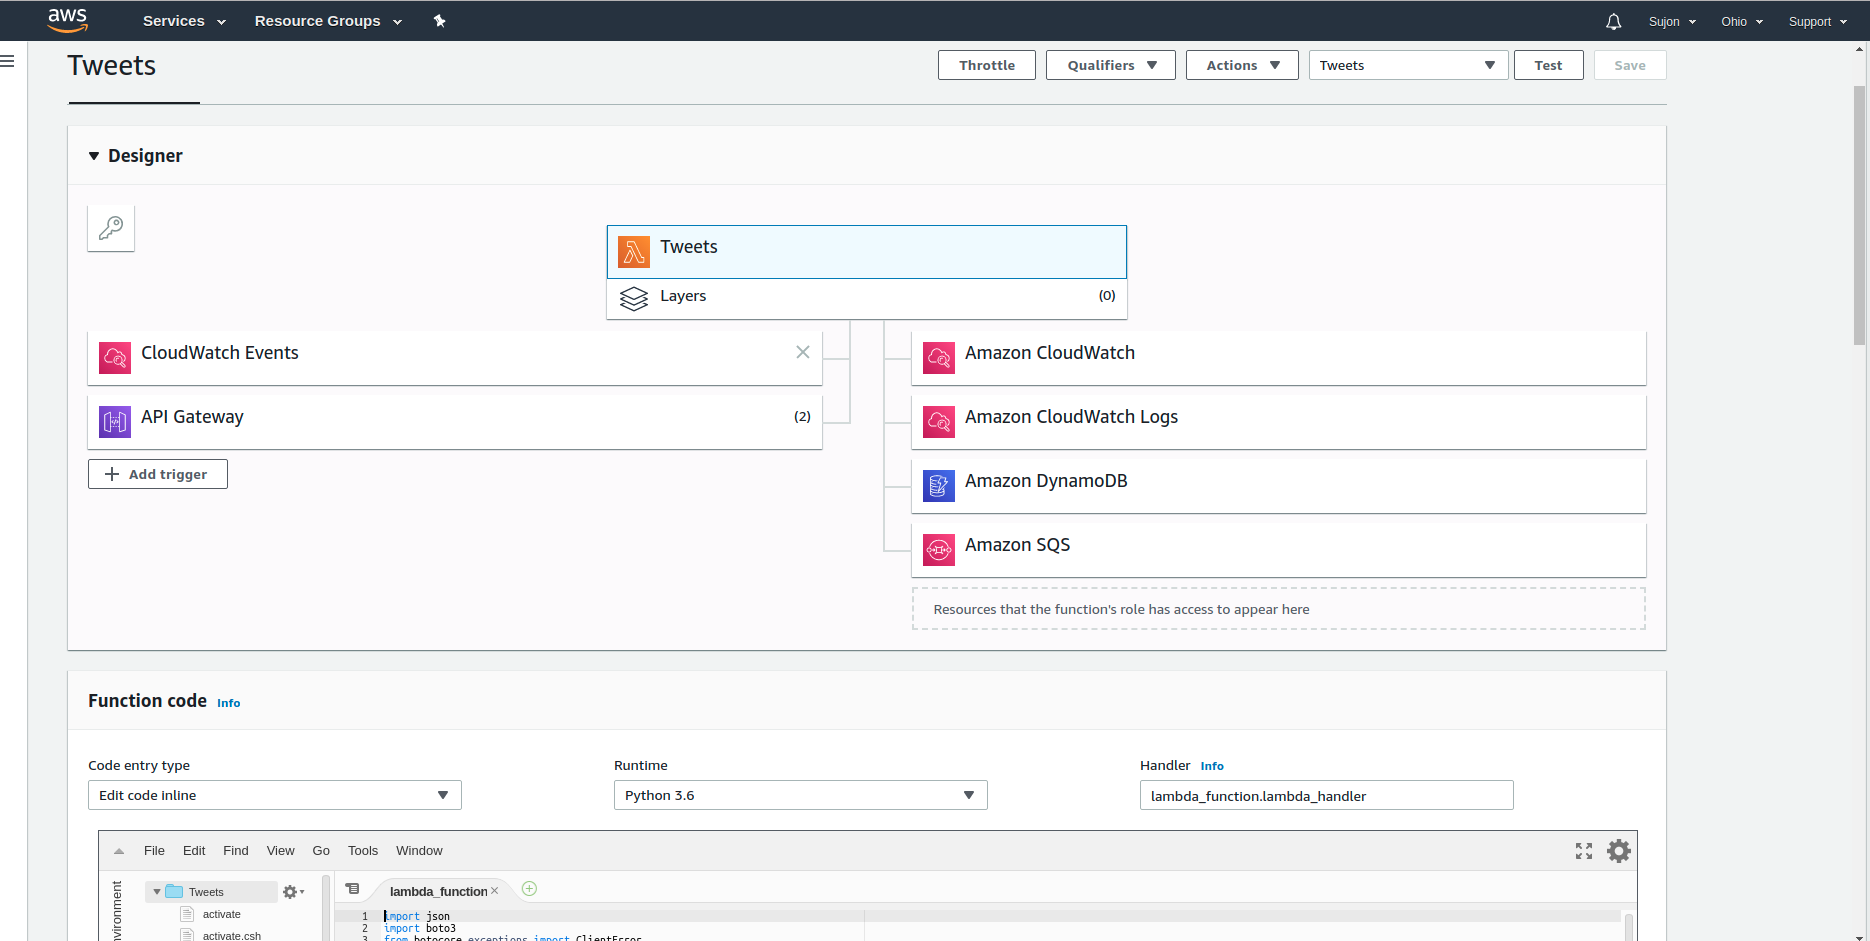 aws Services Resource Groups Sujon Ohio Support
Tweets Throttle Qualifiers Actions Tweets Test Save
Designer
Tweets
Layers (0)
CloudWatch Events
API Gateway (2)
Add trigger
Amazon CloudWatch
Amazon CloudWatch Logs
Amazon DynamoDB
Amazon SQS
Resources that the function's role has access to appear here
Function code Info
Code entry type Runtime Handler Info
Edit code inline Python 3.6 lambda_function.lambda_handler
File Edit Find View Go Tools Window
Tweets lambda_function
activate
activate.csh
1 import json
2 import boto3
3 from botocore.exceptions import ClientError